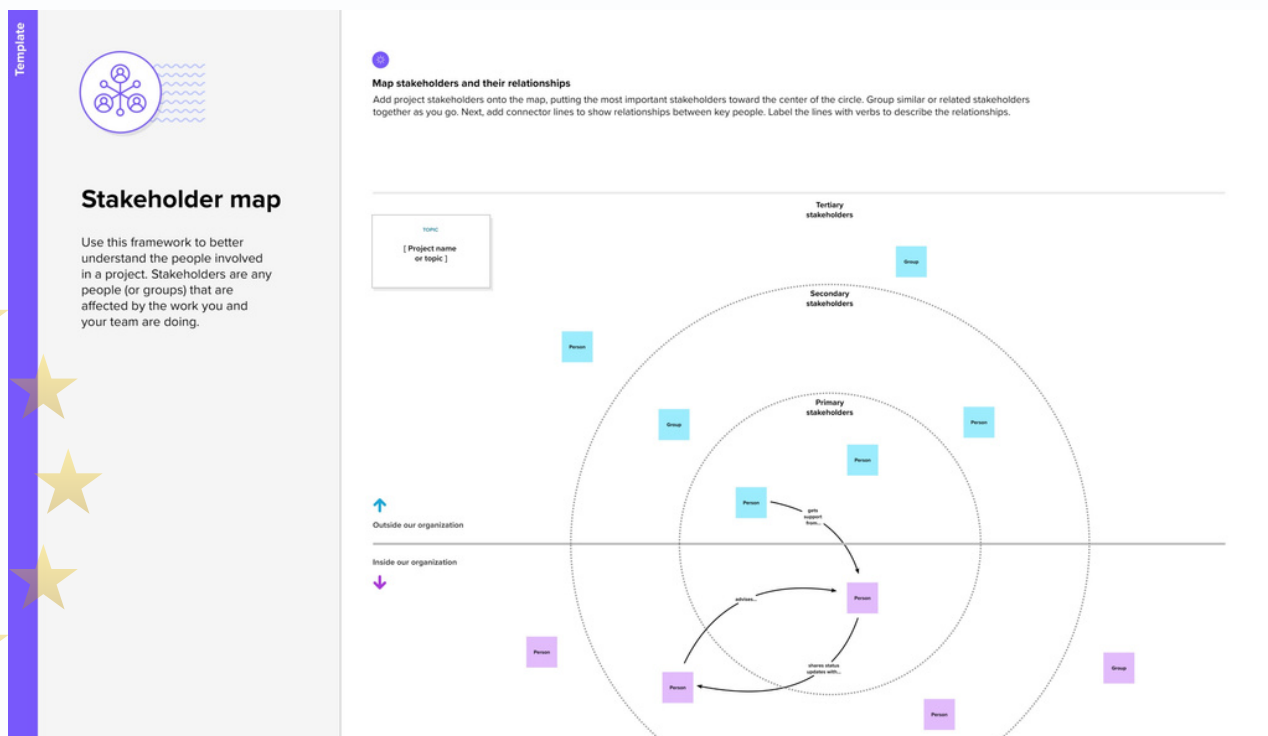 Template
Stakeholder map
Use this framework to better
understand the people involved
in a project. Stakeholders are any
people (or groups) that are
affected by the work you and
your team are doing.
Map stakeholders and their relationships
Add project stakeholders onto the map, putting the most important stakeholders toward the center of the circle. Group similar or related stakeholders
together as you go. Next, add connector lines to show relationships between key people. Label the lines with verbs to describe the relationships.
TOPIC
[ Project name
or topic ]
Tertiary
stakeholders
Group
Secondary
stakeholders
Person
Primary
stakeholders
Group
Person
Person
Person
gets
support
from...
Outside our organization
Inside our organization
advises...
Person
Person
shares status
updates with...
Group
Person
Person